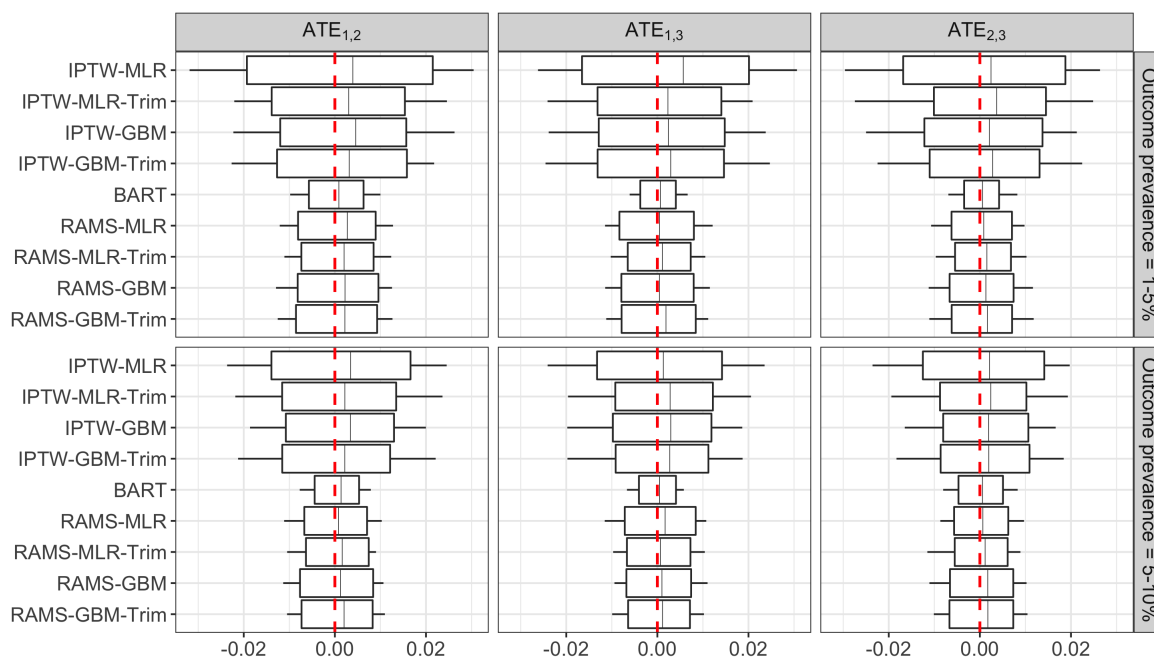 ATE1,2 ATE1,3 ATE2,3
IPTW-MLR
IPTW-MLR-Trim
IPTW-GBM
IPTW-GBM-Trim
BART
RAMS-MLR
RAMS-MLR-Trim
RAMS-GBM
RAMS-GBM-Trim
Outcome prevalence = 1-5%
IPTW-MLR
IPTW-MLR-Trim
IPTW-GBM
IPTW-GBM-Trim
BART
RAMS-MLR
RAMS-MLR-Trim
RAMS-GBM
RAMS-GBM-Trim
Outcome prevalence = 5-10%
-0.02 0.00 0.02 -0.02 0.00 0.02 -0.02 0.00 0.02